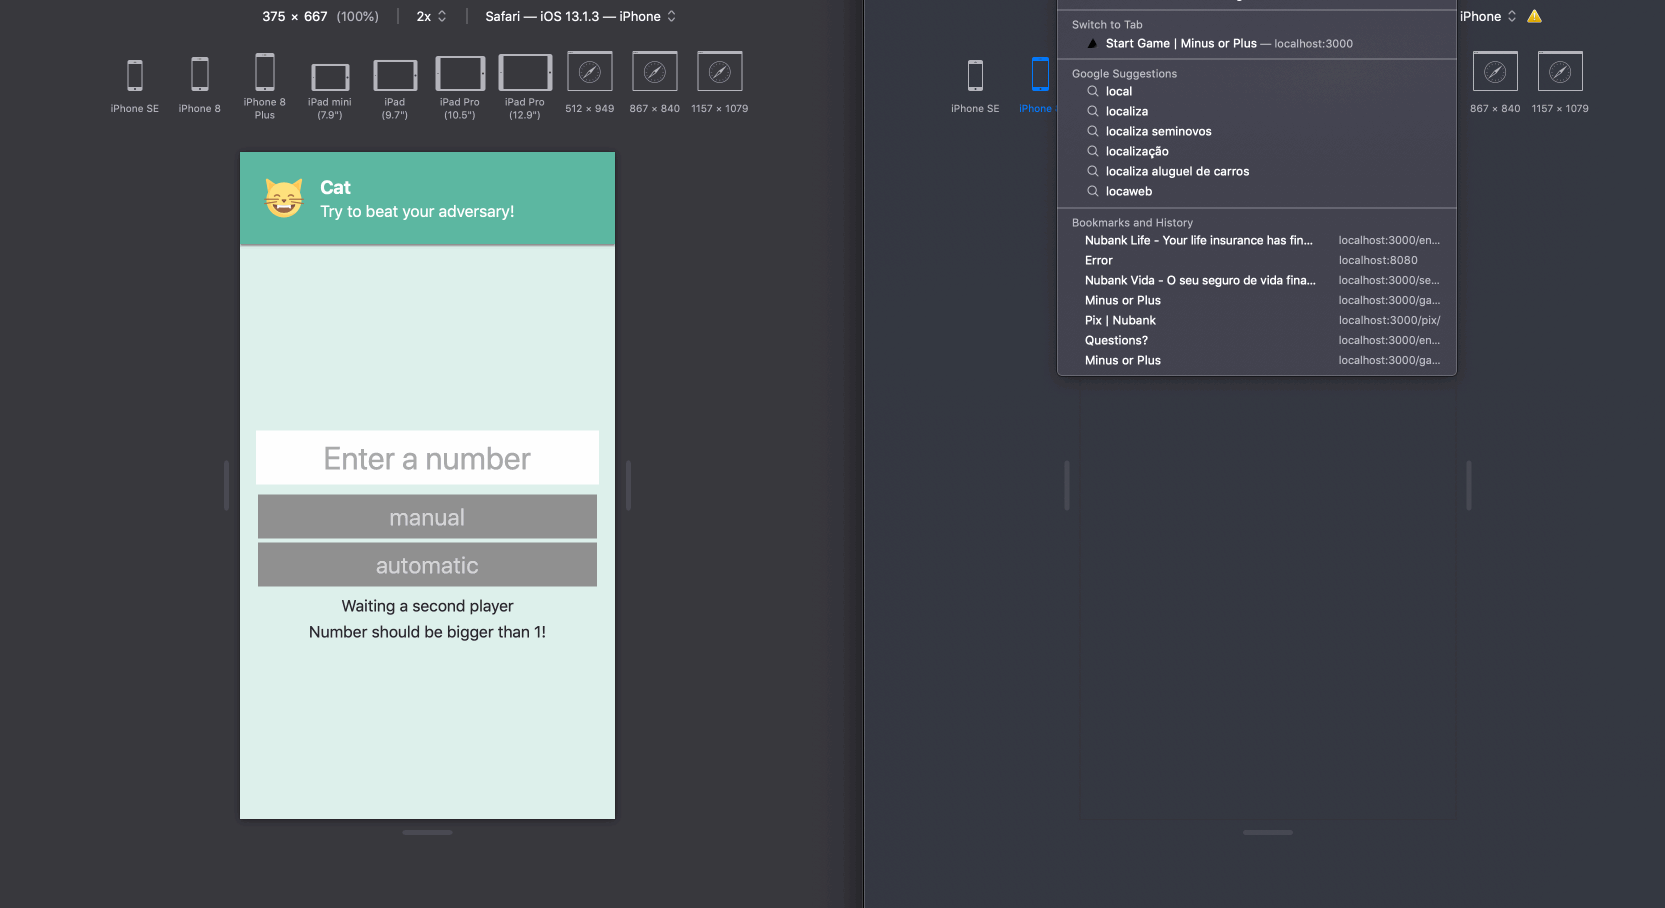 375 × 667 (100%) 2x Safari — iOS 13.1.3 — iPhone
iPhone SE
iPhone 8
iPhone 8 Plus
iPad mini (7.9")
iPad (9.7")
iPad Pro (10.5")
iPad Pro (12.9")
512 × 949
867 × 840
1157 × 1079
Cat
Try to beat your adversary!
Enter a number
manual
automatic
Waiting a second player
Number should be bigger than 1!
iPhone
iPhone SE
iPhone
867 × 840
1157 × 1079
Switch to Tab
Start Game | Minus or Plus — localhost:3000
Google Suggestions
local
localiza
localiza seminovos
localização
localiza aluguel de carros
locaweb
Bookmarks and History
Nubank Life - Your life insurance has fin... localhost:3000/en...
Error localhost:8080
Nubank Vida - O seu seguro de vida fina... localhost:3000/se...
Minus or Plus localhost:3000/ga...
Pix | Nubank localhost:3000/pix/
Questions? localhost:3000/en...
Minus or Plus localhost:3000/ga...